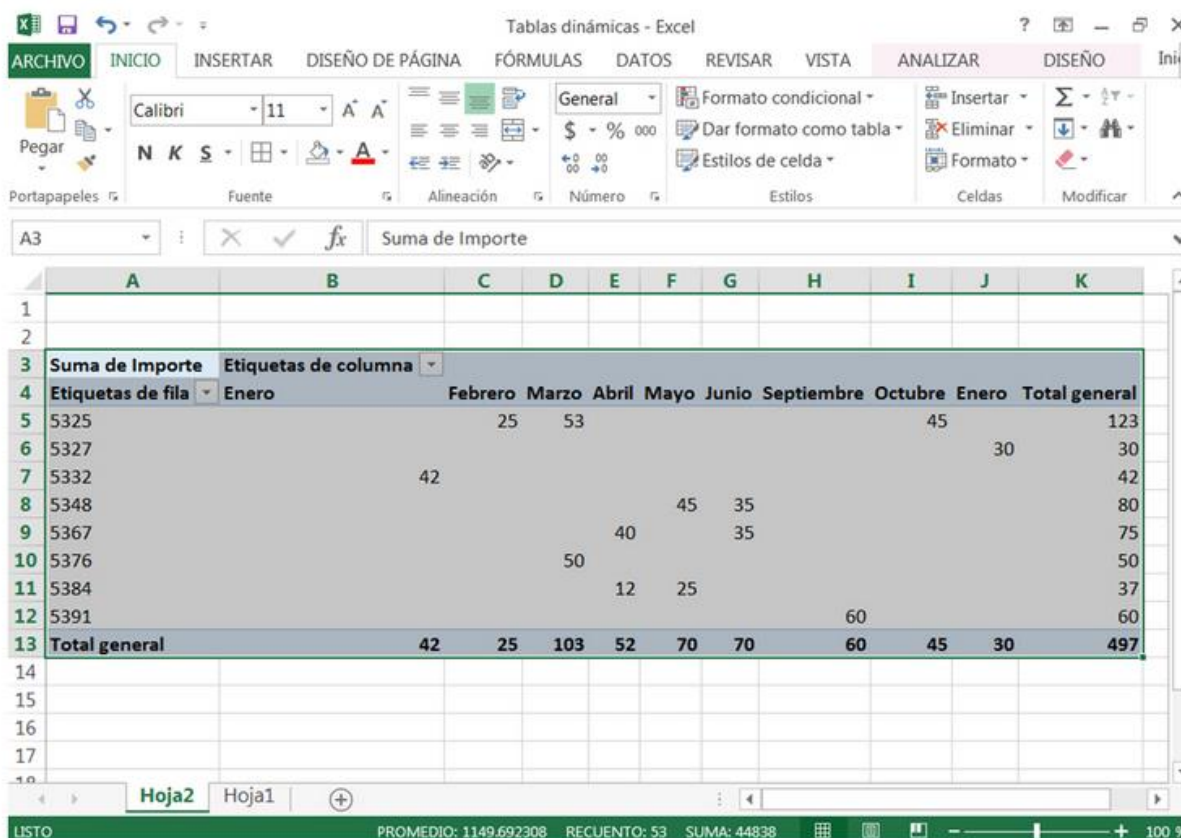 Tablas dinámicas - Excel ?
ARCHIVO INICIO INSERTAR DISEÑO DE PÁGINA FÓRMULAS DATOS REVISAR VISTA ANALIZAR DISEÑO Inic
Calibri 11 A A General Formato condicional Insertar Σ
Pegar $ % 000 Dar formato como tabla Eliminar
N K S A Estilos de celda Formato
Portapapeles Fuente Alineación Número Estilos Celdas Modificar
A3 fx Suma de Importe
A B C D E F G H I J K
1
2
3 Suma de Importe Etiquetas de columna
4 Etiquetas de fila Enero Febrero Marzo Abril Mayo Junio Septiembre Octubre Enero Total general
5 5325 25 53 45 123
6 5327 30 30
7 5332 42 42
8 5348 45 35 80
9 5367 40 35 75
10 5376 50 50
11 5384 12 25 37
12 5391 60 60
13 Total general 42 25 103 52 70 70 60 45 30 497
14
15
16
17
Hoja2 Hoja1
LISTO PROMEDIO: 1149.692308 RECUENTO: 53 SUMA: 44838 100 %